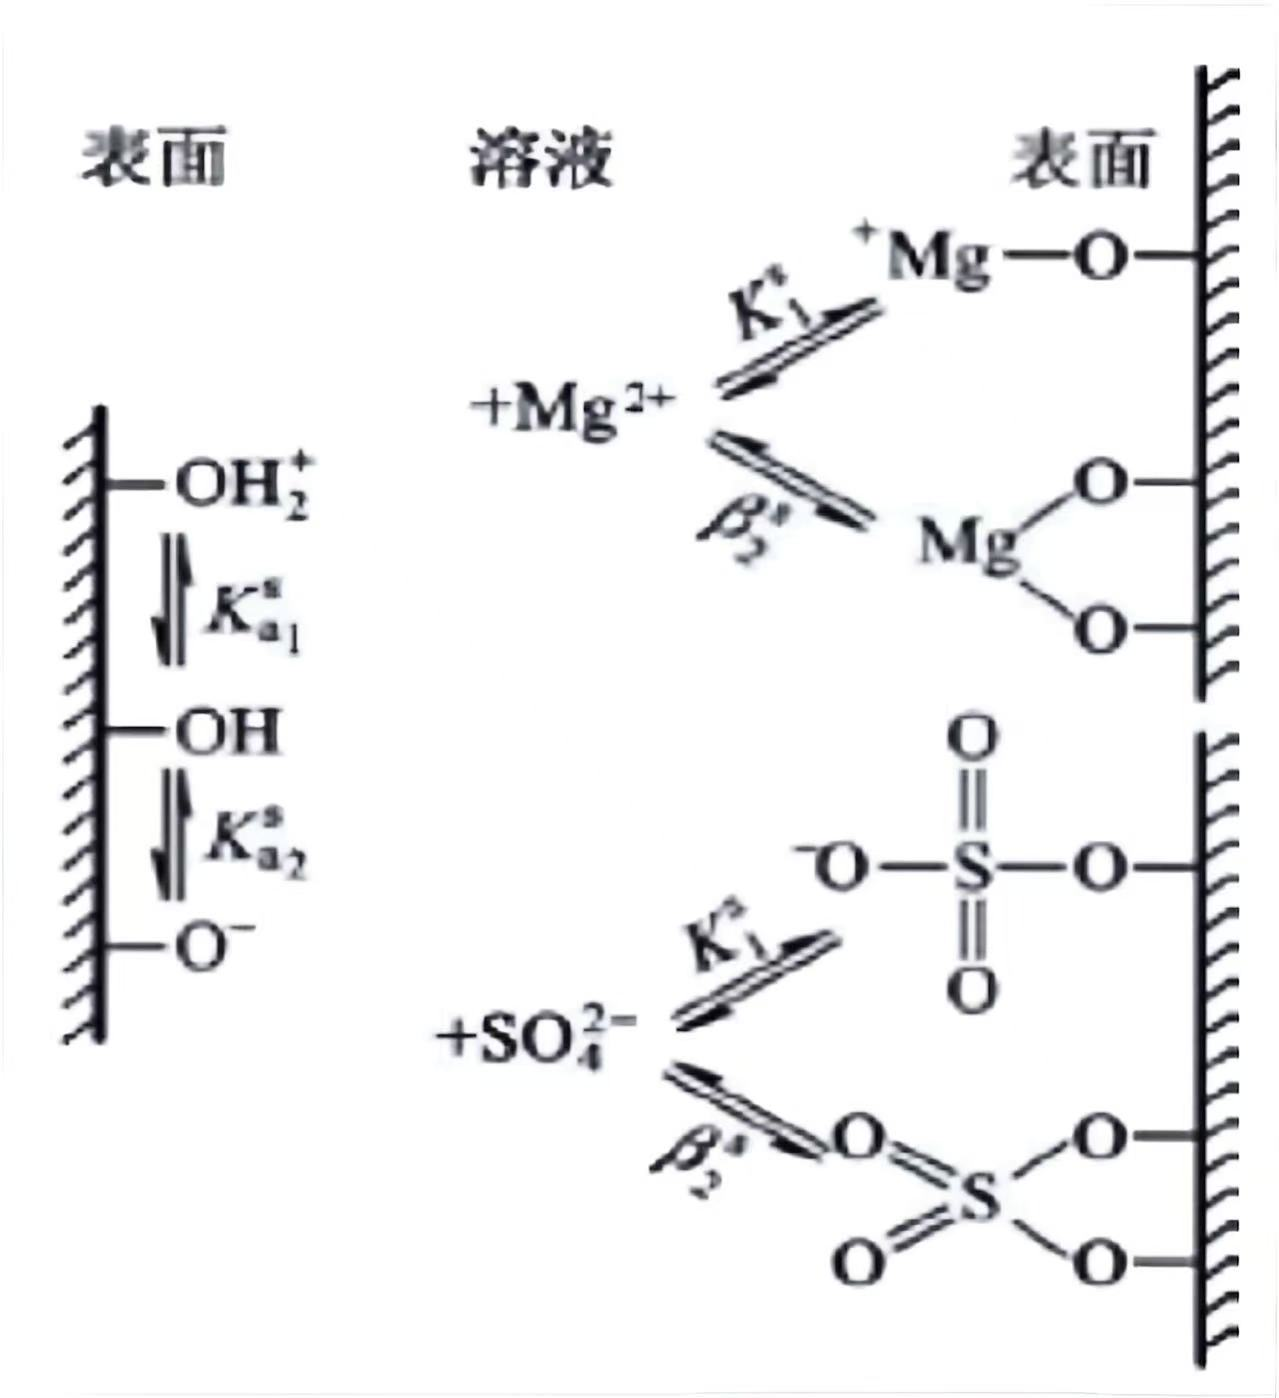 表面 溶液 表面
⁺Mg—O—
K₁ˢ
+Mg²⁺
β₂ˢ
Mg
O
O
—OH₂⁺
Kₐ₁ˢ
—OH
Kₐ₂ˢ
—O⁻
O
⁻O—S—O—
O
K₁ˢ
+SO₄²⁻
β₂ˢ
O O
S
O O